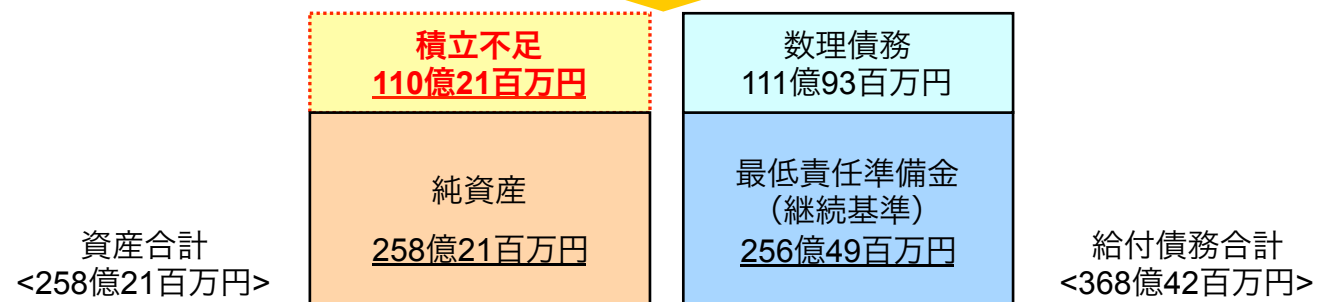 積立不足
110億21百万円
数理債務
111億93百万円
純資産
258億21百万円
最低責任準備金
（継続基準）
256億49百万円
資産合計
<258億21百万円>
給付債務合計
<368億42百万円>